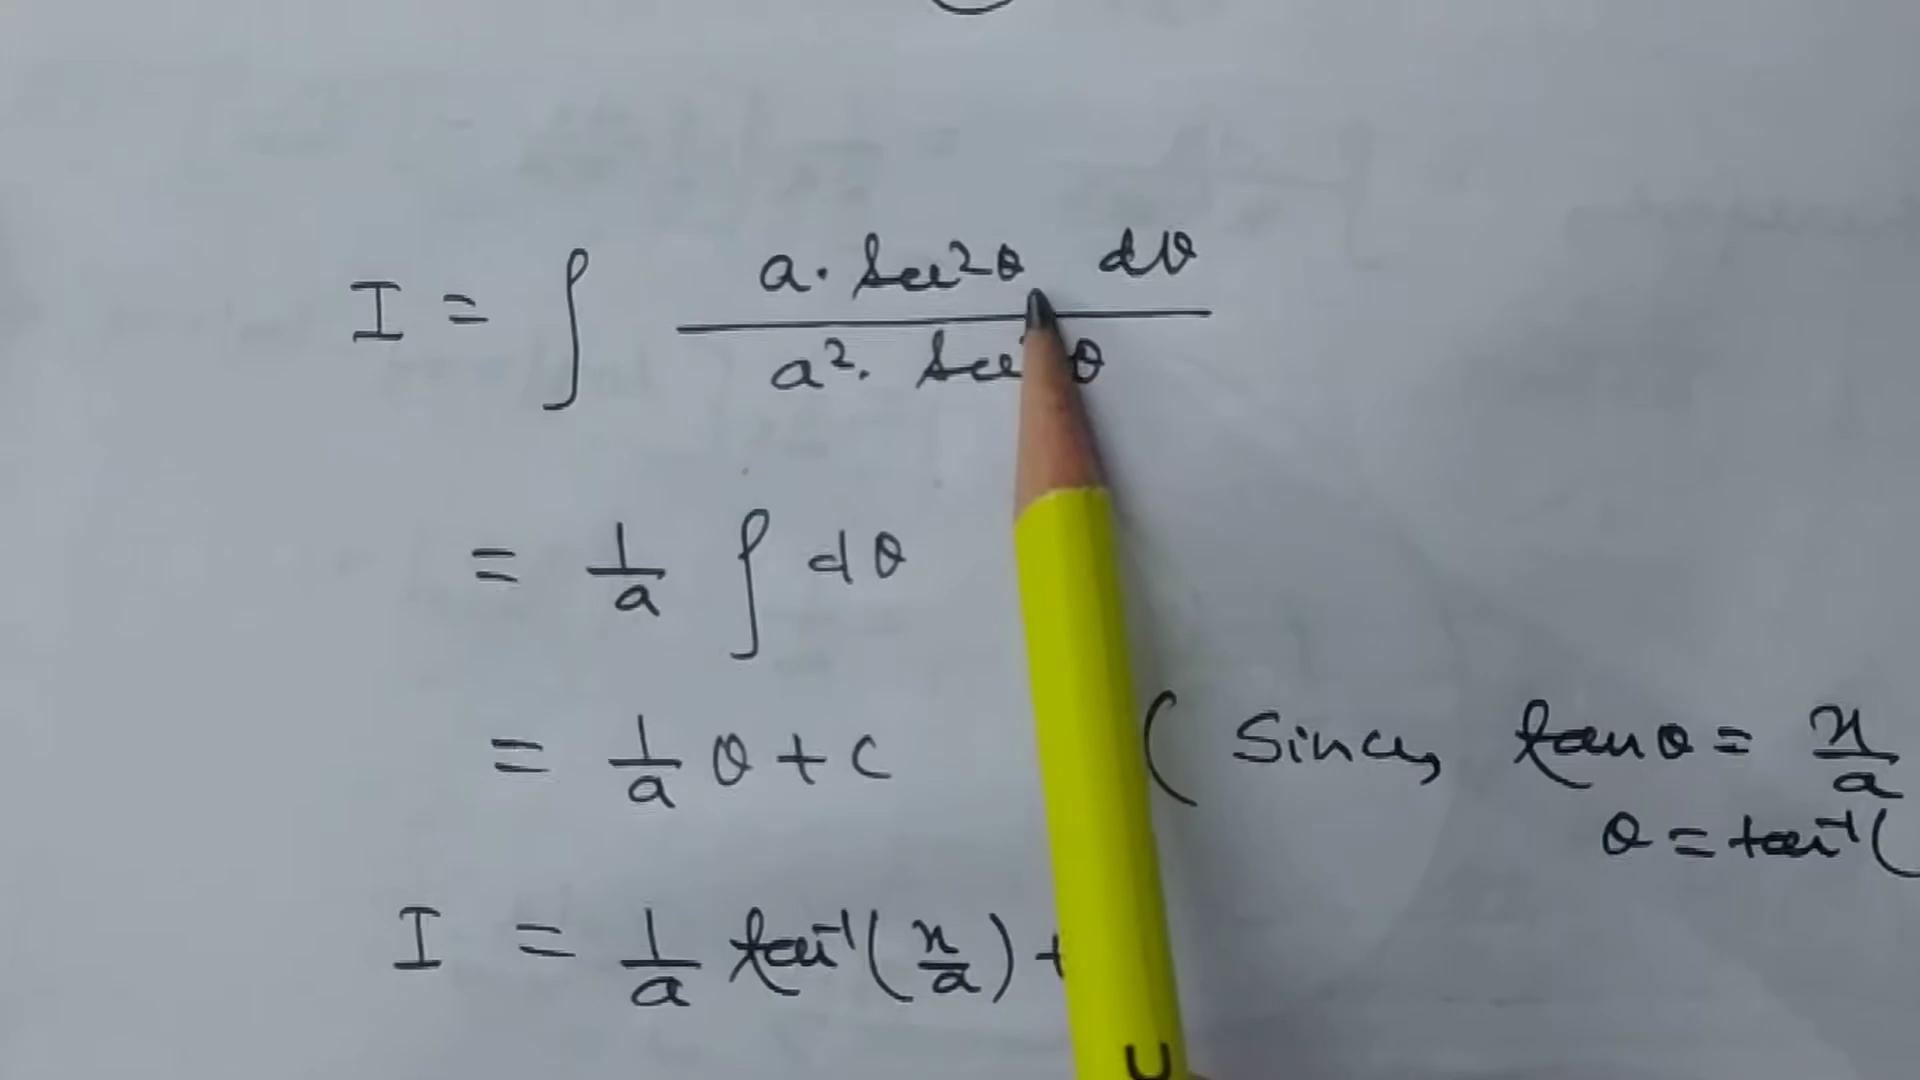 I = ∫ a. Sec²θ dθ / a². Sec²θ
= 1/a ∫ dθ
= 1/a θ + c (Since, tanθ = x/a
θ = tan⁻¹(
I = 1/a tan⁻¹(x/a) +
U